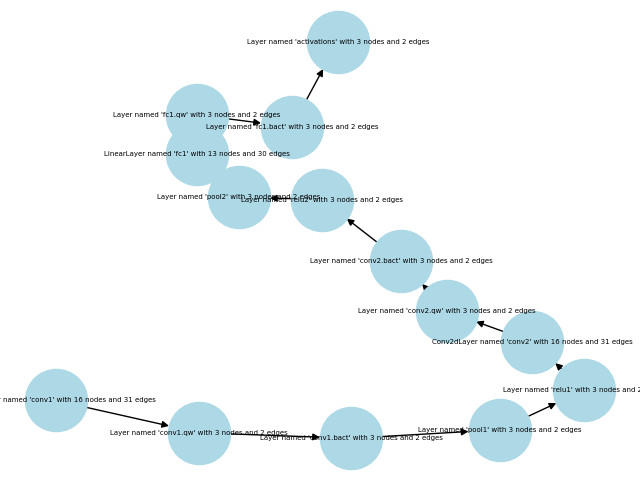 Layer named 'activations' with 3 nodes and 2 edges
Layer named 'fc1.qw' with 3 nodes and 2 edges
Layer named 'fc1.bact' with 3 nodes and 2 edges
LinearLayer named 'fc1' with 13 nodes and 30 edges
Layer named 'pool2' with 3 nodes and 2 edges
Layer named 'relu2' with 3 nodes and 2 edges
Layer named 'conv2.bact' with 3 nodes and 2 edges
Layer named 'conv2.qw' with 3 nodes and 2 edges
Conv2dLayer named 'conv2' with 16 nodes and 31 edges
Layer named 'relu1' with 3 nodes and 2
named 'conv1' with 16 nodes and 31 edges
Layer named 'conv1.qw' with 3 nodes and 2 edges
Layer named 'conv1.bact' with 3 nodes and 2 edges
Layer named 'pool1' with 3 nodes and 2 edges